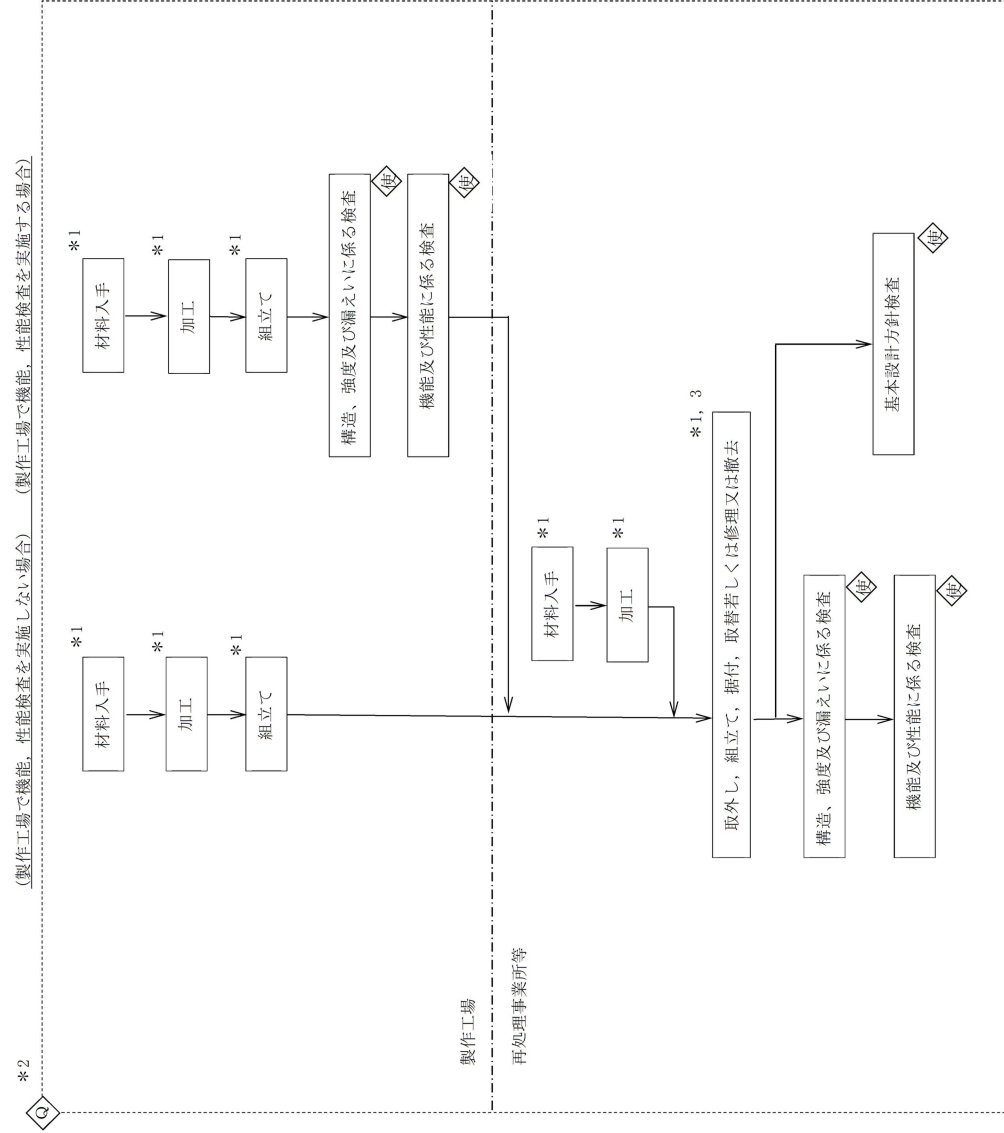 *2
(製作工場で機能，性能検査を実施しない場合)
(製作工場で機能，性能検査を実施する場合)
Q
*1
材料入手
*1
加工
*1
組立て
*1
材料入手
*1
加工
*1
組立て
構造、強度及び漏えいに係る検査
使
機能及び性能に係る検査
使
製作工場
再処理事業所等
*1
材料入手
*1
加工
*1，3
取外し，組立て，据付，取替若しくは修理又は撤去
構造、強度及び漏えいに係る検査
使
機能及び性能に係る検査
使
基本設計方針検査
使